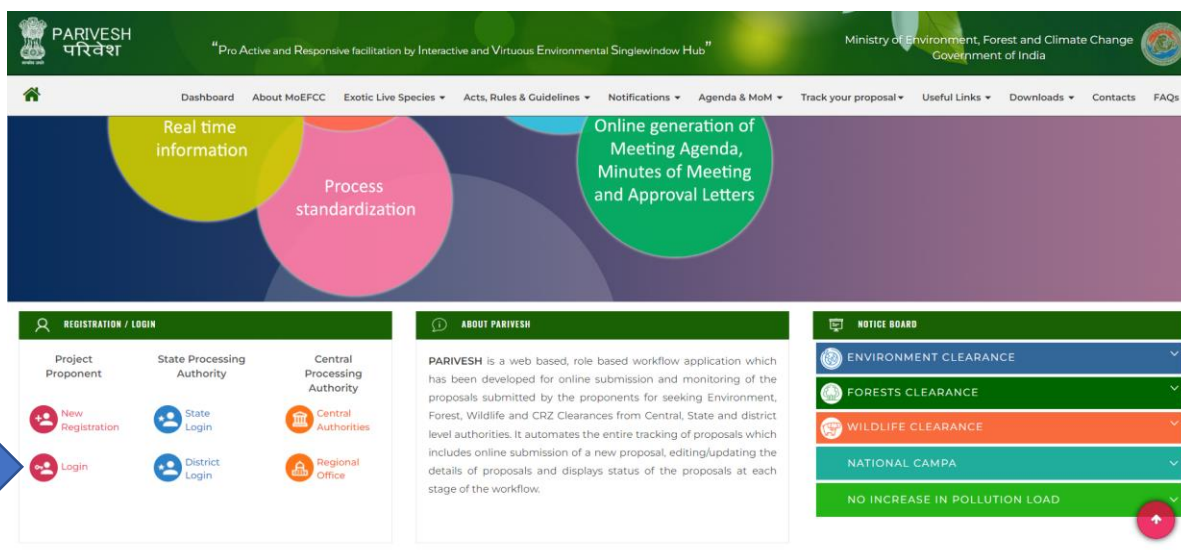 PARIVESH
परिवेश
"Pro Active and Responsive facilitation by Interactive and Virtuous Environmental Singlewindow Hub"
Ministry of Environment, Forest and Climate Change
Government of India
Dashboard About MoEFCC Exotic Live Species Acts, Rules & Guidelines Notifications Agenda & MoM Track your proposal Useful Links Downloads Contacts FAQs
Real time
information
Process
standardization
Online generation of
Meeting Agenda,
Minutes of Meeting
and Approval Letters
REGISTRATION / LOGIN
Project
Proponent
New
Registration
Login
State Processing
Authority
State
Login
District
Login
Central
Processing
Authority
Central
Authorities
Regional
Office
ABOUT PARIVESH
PARIVESH is a web based, role based workflow application which
has been developed for online submission and monitoring of the
proposals submitted by the proponents for seeking Environment,
Forest, Wildlife and CRZ Clearances from Central, State and district
level authorities. It automates the entire tracking of proposals which
includes online submission of a new proposal, editing/updating the
details of proposals and displays status of the proposals at each
stage of the workflow.
NOTICE BOARD
ENVIRONMENT CLEARANCE
FORESTS CLEARANCE
WILDLIFE CLEARANCE
NATIONAL CAMPA
NO INCREASE IN POLLUTION LOAD